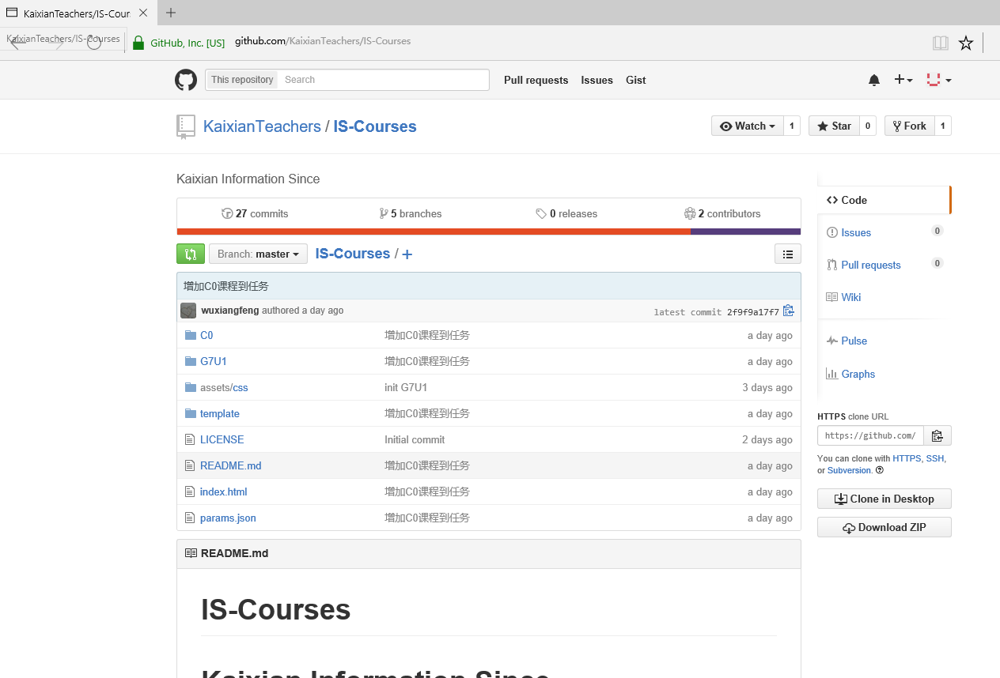 KaixianTeachers/IS-Cour
KaixianTeachers/IS-Courses
GitHub, Inc. [US] github.com/KaixianTeachers/IS-Courses
This repository Search Pull requests Issues Gist
KaixianTeachers / IS-Courses Watch 1 Star 0 Fork 1
Kaixian Information Since
27 commits 5 branches 0 releases 2 contributors
Branch: master IS-Courses / +
增加C0课程到任务
wuxiangfeng authored a day ago latest commit 2f9f9a17f7
C0 增加C0课程到任务 a day ago
G7U1 增加C0课程到任务 a day ago
assets/css init G7U1 3 days ago
template 增加C0课程到任务 a day ago
LICENSE Initial commit 2 days ago
README.md 增加C0课程到任务 a day ago
index.html 增加C0课程到任务 a day ago
params.json 增加C0课程到任务 a day ago
README.md
IS-Courses
Kaixian Information Since
Code
Issues 0
Pull requests 0
Wiki
Pulse
Graphs
HTTPS clone URL
https://github.com/
You can clone with HTTPS, SSH,
or Subversion.
Clone in Desktop
Download ZIP